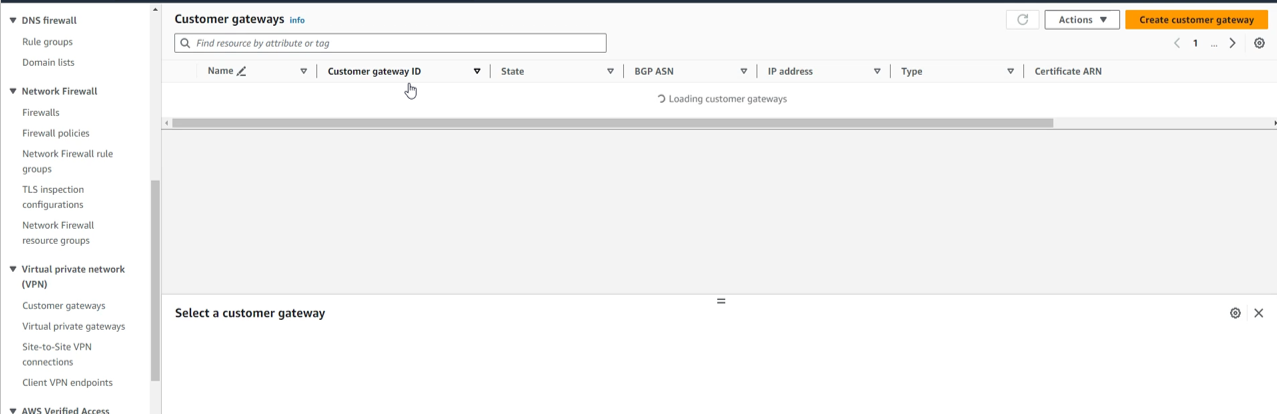 DNS firewall
Rule groups
Domain lists
Network Firewall
Firewalls
Firewall policies
Network Firewall rule
groups
TLS inspection
configurations
Network Firewall
resource groups
Virtual private network
(VPN)
Customer gateways
Virtual private gateways
Site-to-Site VPN
connections
Client VPN endpoints
AWS Verified Access
Customer gateways Info
Actions
Create customer gateway
Find resource by attribute or tag
1 ...
Name Customer gateway ID State BGP ASN IP address Type Certificate ARN
Loading customer gateways
Select a customer gateway